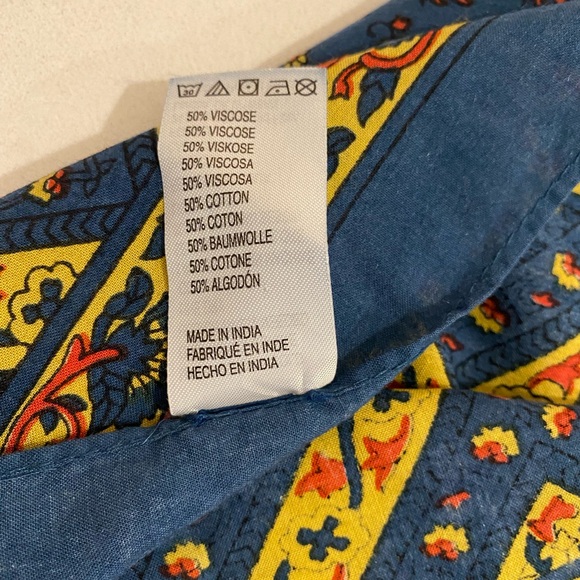 30
50% VISCOSE
50% VISCOSE
50% VISKOSE
50% VISCOSA
50% VISCOSA
50% COTTON
50% COTON
50% BAUMWOLLE
50% COTONE
50% ALGODÓN
MADE IN INDIA
FABRIQUÉ EN INDE
HECHO EN INDIA